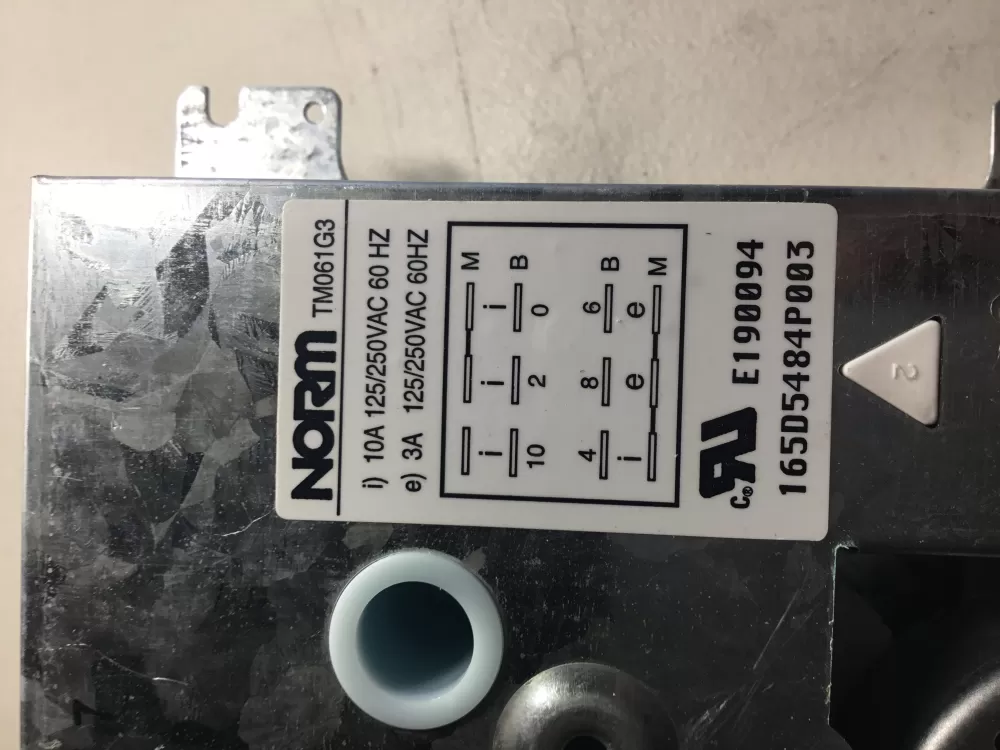 NORM TM061G3
i) 10A 125/250VAC 60 HZ
e) 3A 125/250VAC 60HZ
M
i i i
B
10 2 0
4 8 6
B
i e e
M
C RU ® E190094
165D5484P003
2